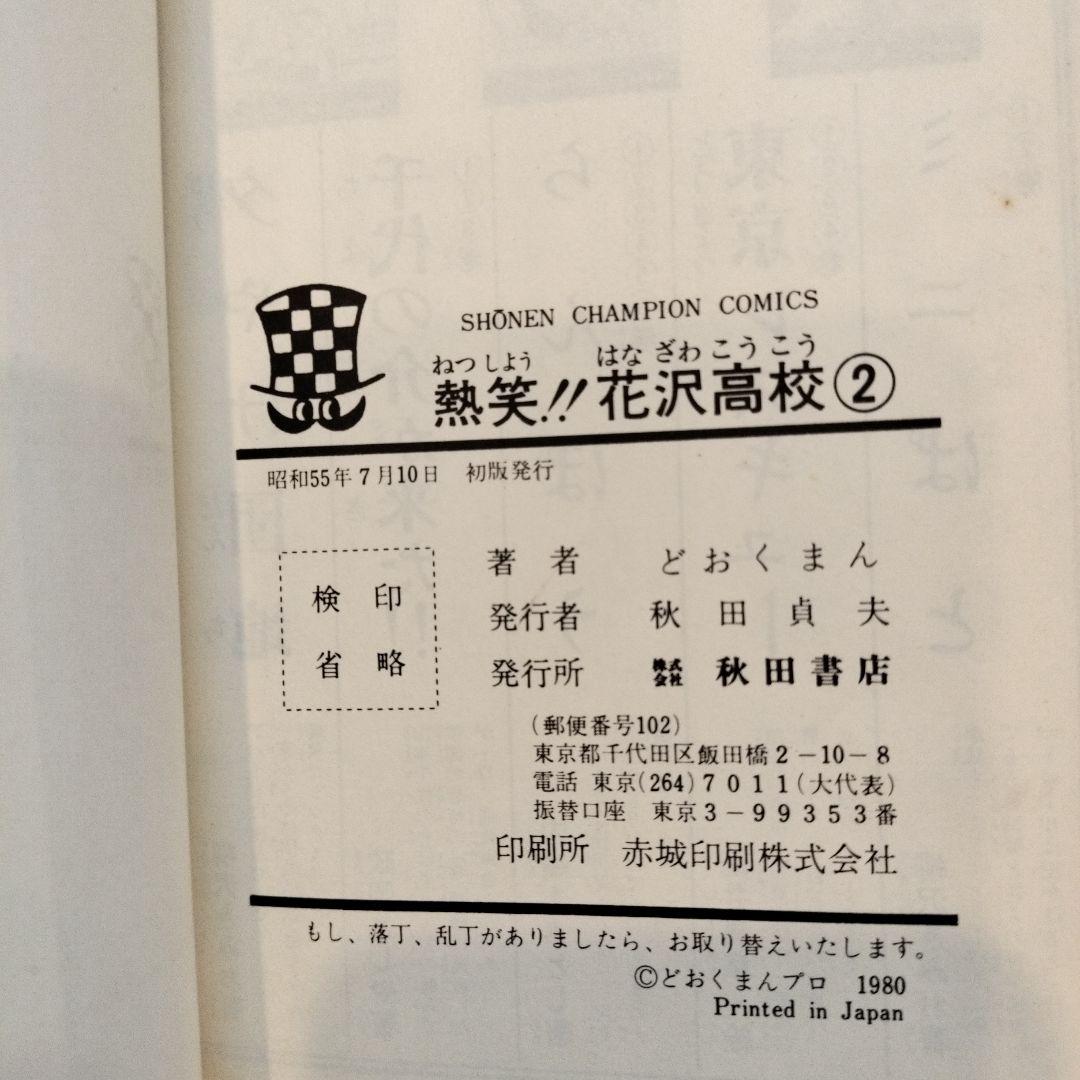 SHŌNEN CHAMPION COMICS
ねつしよう はなざわこうこう
熱笑!! 花沢高校②
昭和55年7月10日 初版発行
検印
省略
著者 どおくまん
発行者 秋田貞夫
発行所 株式会社 秋田書店
(郵便番号102)
東京都千代田区飯田橋2-10-8
電話 東京(264)7011(大代表)
振替口座 東京3-99353番
印刷所 赤城印刷株式会社
もし、落丁、乱丁がありましたら、お取り替えいたします。
©どおくまんプロ 1980
Printed in Japan